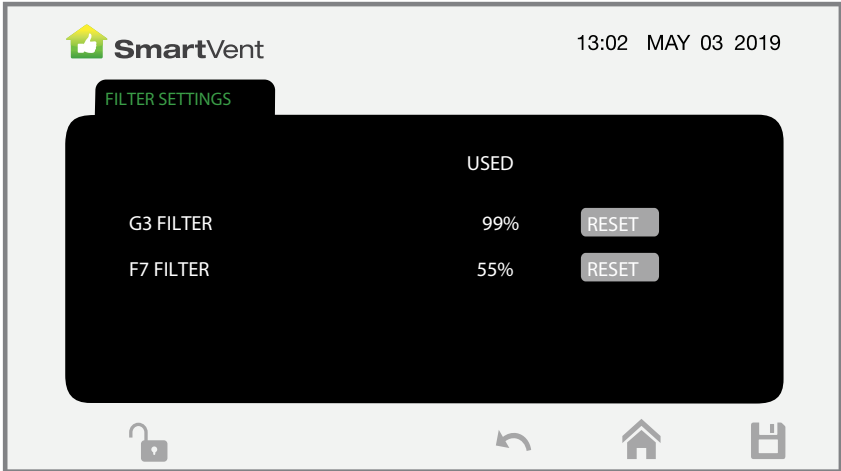 SmartVent 13:02 MAY 03 2019
FILTER SETTINGS
USED
G3 FILTER 99% RESET
F7 FILTER 55% RESET